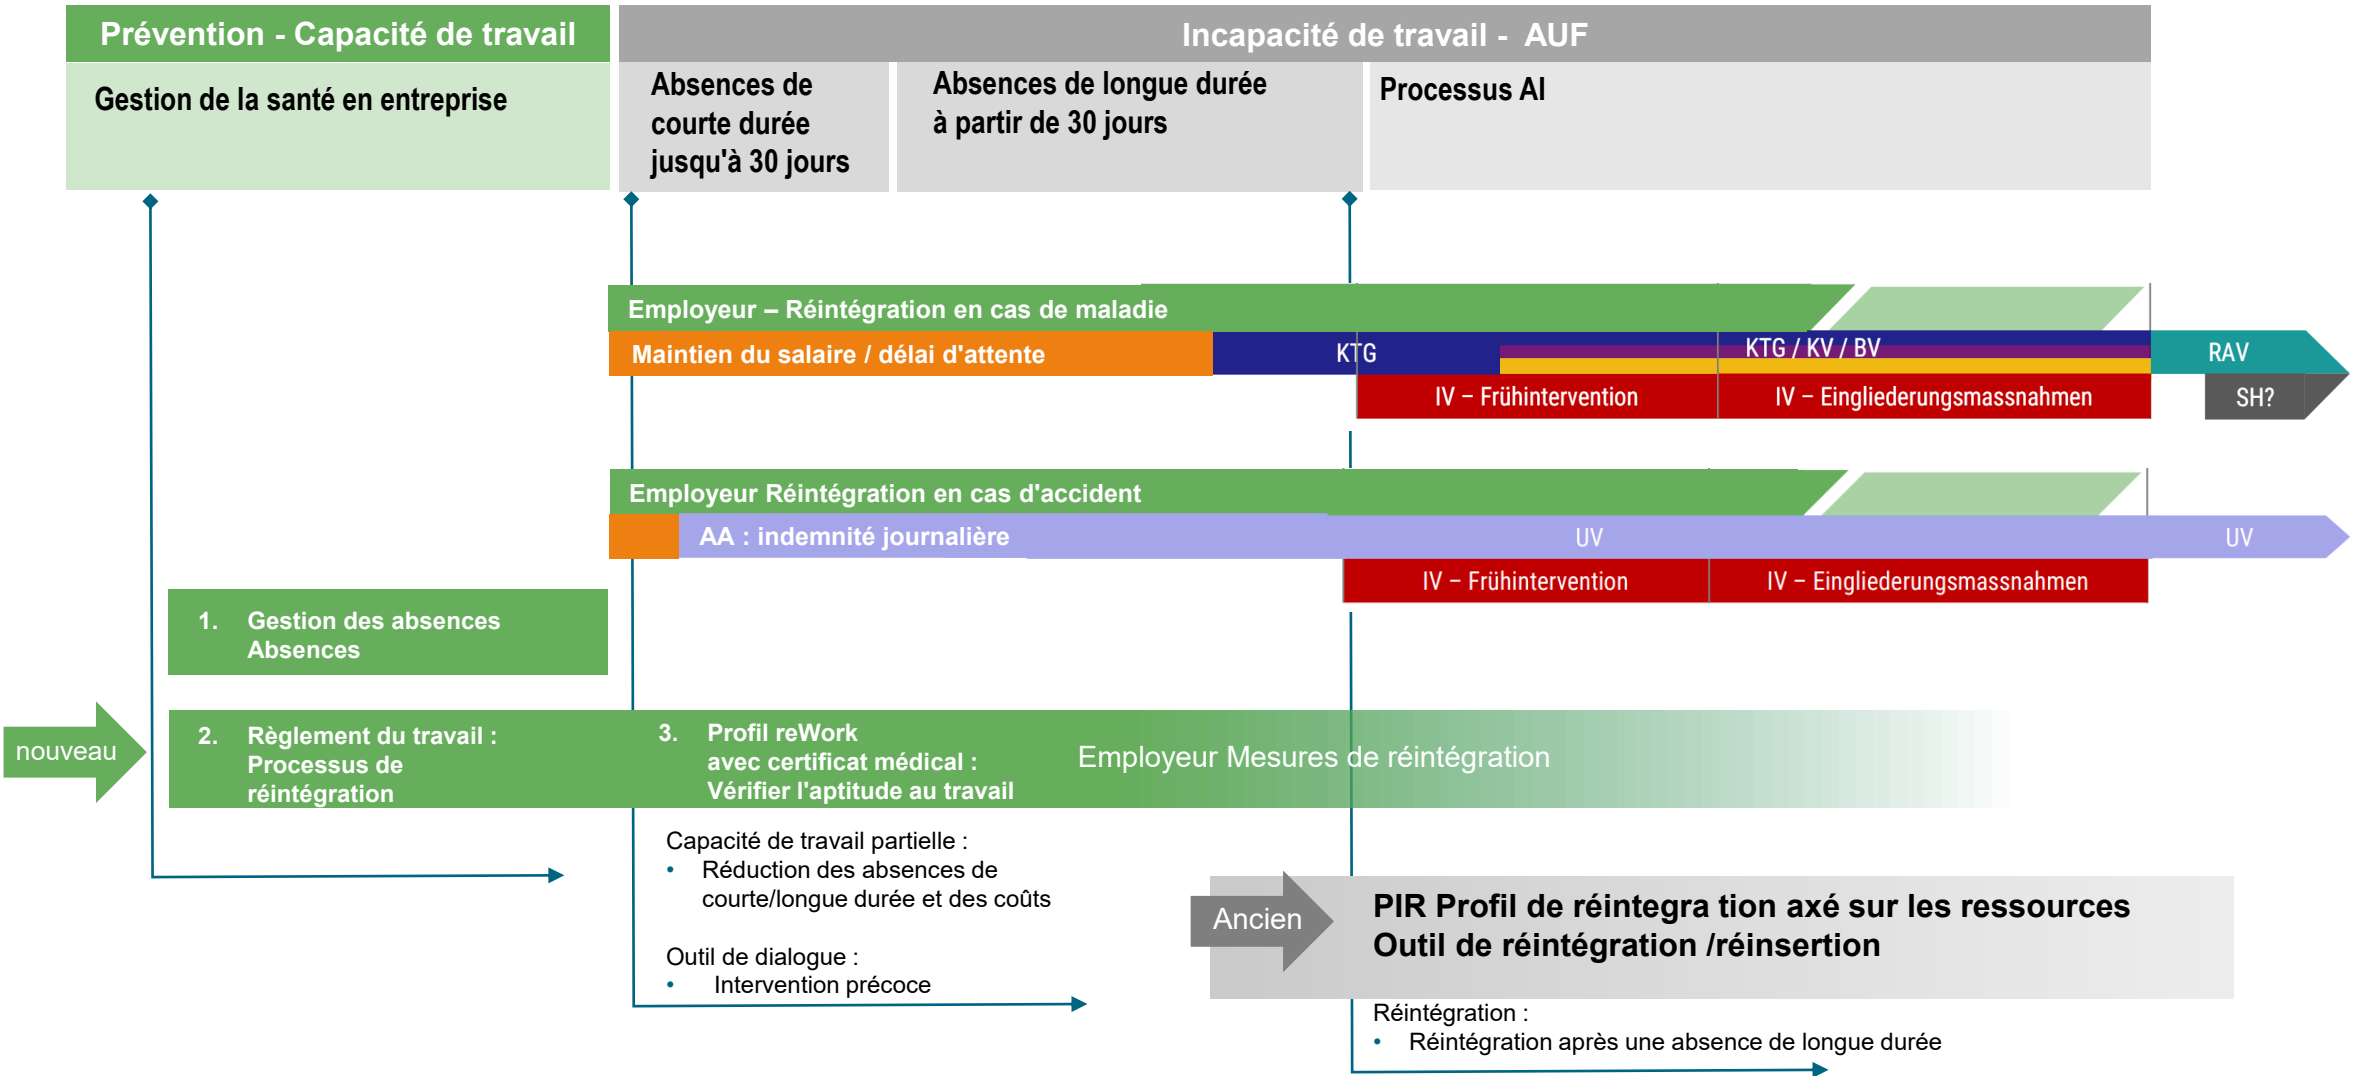 Prévention - Capacité de travail
Incapacité de travail - AUF
Gestion de la santé en entreprise
Absences de
courte durée
jusqu'à 30 jours
Absences de longue durée
à partir de 30 jours
Processus AI
Employeur – Réintégration en cas de maladie
Maintien du salaire / délai d'attente
KTG
KTG / KV / BV
RAV
IV – Frühintervention
IV – Eingliederungsmassnahmen
SH?
Employeur Réintégration en cas d'accident
AA : indemnité journalière
UV
UV
IV – Frühintervention
IV – Eingliederungsmassnahmen
1. Gestion des absences
Absences
nouveau
2. Règlement du travail :
Processus de
réintégration
3. Profil reWork
avec certificat médical :
Vérifier l'aptitude au travail
Employeur Mesures de réintégration
Capacité de travail partielle :
• Réduction des absences de
courte/longue durée et des coûts
Outil de dialogue :
• Intervention précoce
Ancien
PIR Profil de réintegra tion axé sur les ressources
Outil de réintégration /réinsertion
Réintégration :
• Réintégration après une absence de longue durée